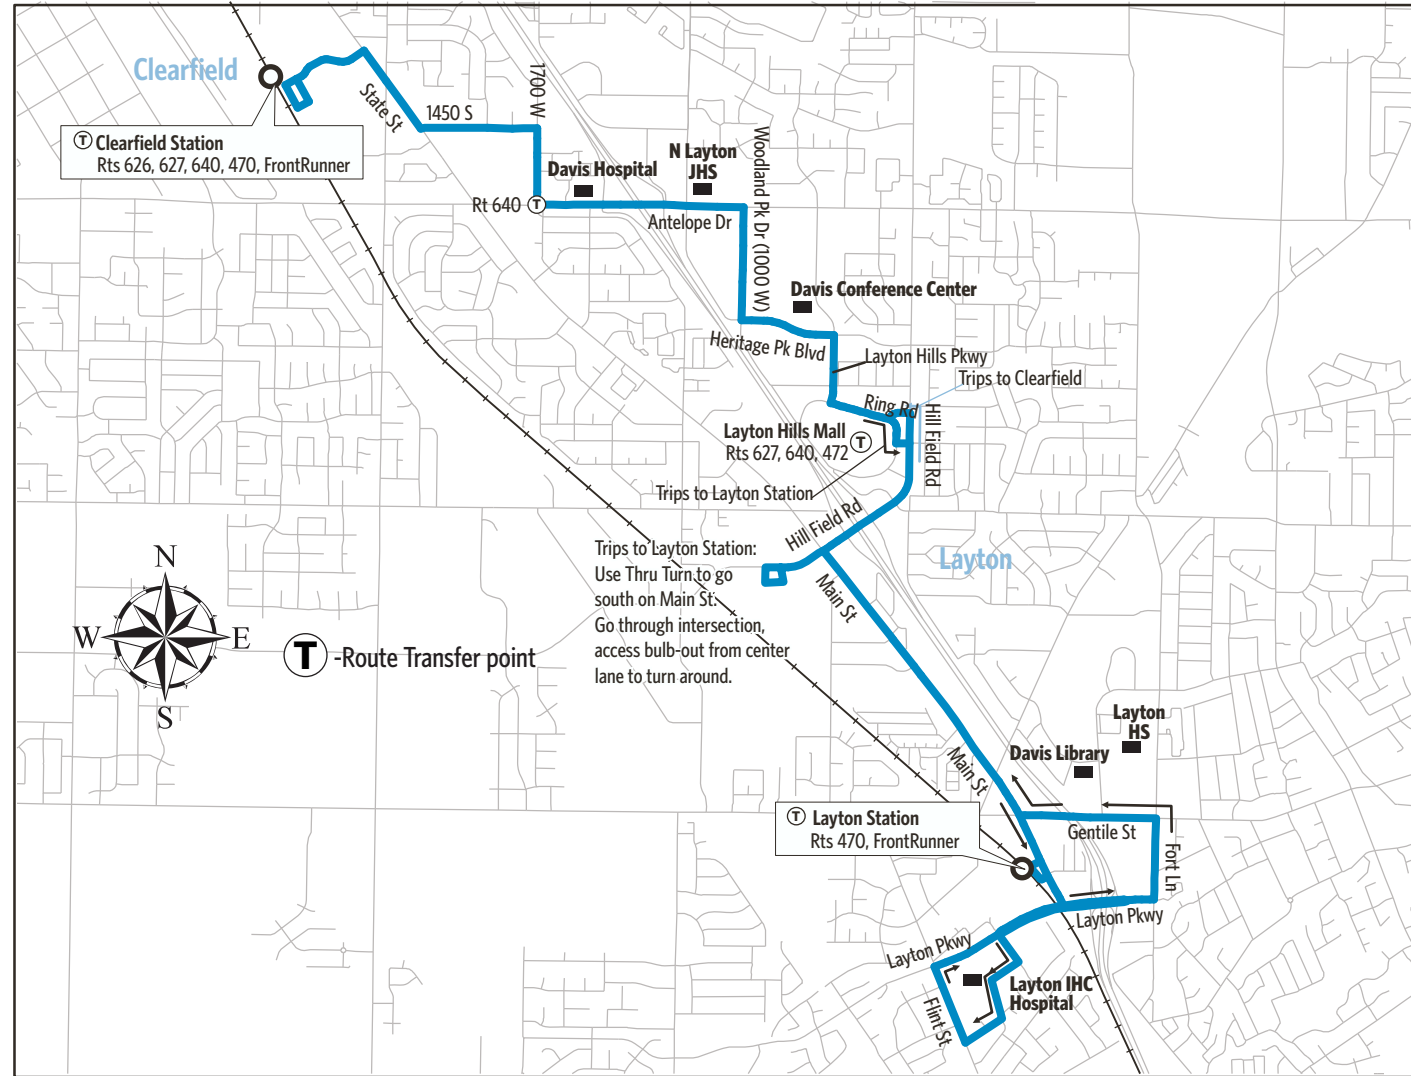 Clearfield
State St
1450 S
1700 W
T Clearfield Station
Rts 626, 627, 640, 470, FrontRunner
Davis Hospital
N Layton
JHS
Rt 640 T
Antelope Dr
Woodland Pk Dr (1000 W)
Davis Conference Center
Heritage Pk Blvd
Layton Hills Pkwy
Trips to Clearfield
Ring Rd
Hill Field Rd
Layton Hills Mall
Rts 627, 640, 472 T
Trips to Layton Station
Hill Field Rd
Layton
Trips to Layton Station:
Use Thru Turn to go
south on Main St.
Go through intersection,
access bulb-out from center
lane to turn around.
Main St
N
W E
S
T -Route Transfer point
Layton
HS
Davis Library
Main St
T Layton Station
Rts 470, FrontRunner
Gentile St
Fort Ln
Layton Pkwy
Layton Pkwy
Layton IHC
Hospital
Flint St